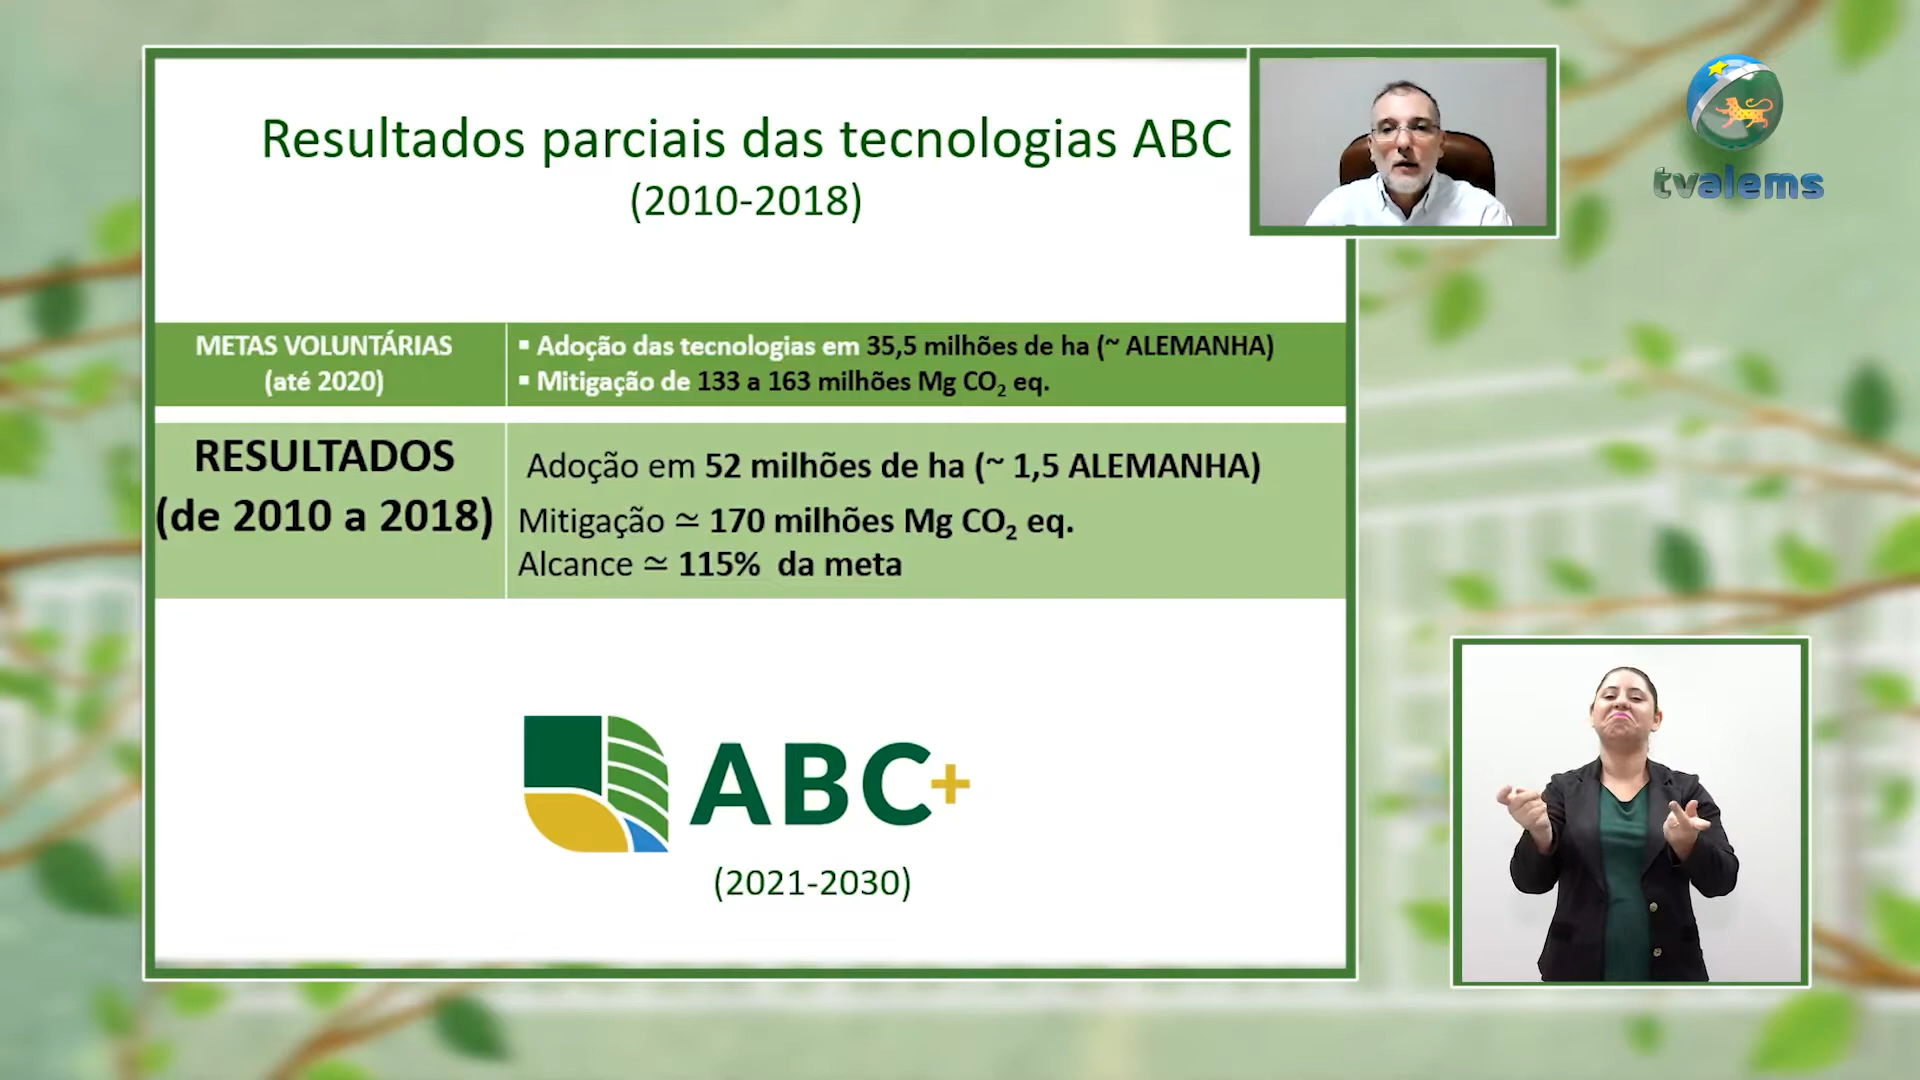 Resultados parciais das tecnologias ABC
(2010-2018)
tvalems
METAS VOLUNTÁRIAS
(até 2020)
▪ Adoção das tecnologias em 35,5 milhões de ha (~ ALEMANHA)
▪ Mitigação de 133 a 163 milhões Mg CO₂ eq.
RESULTADOS
(de 2010 a 2018)
Adoção em 52 milhões de ha (~ 1,5 ALEMANHA)
Mitigação ≃ 170 milhões Mg CO₂ eq.
Alcance ≃ 115% da meta
ABC+
(2021-2030)